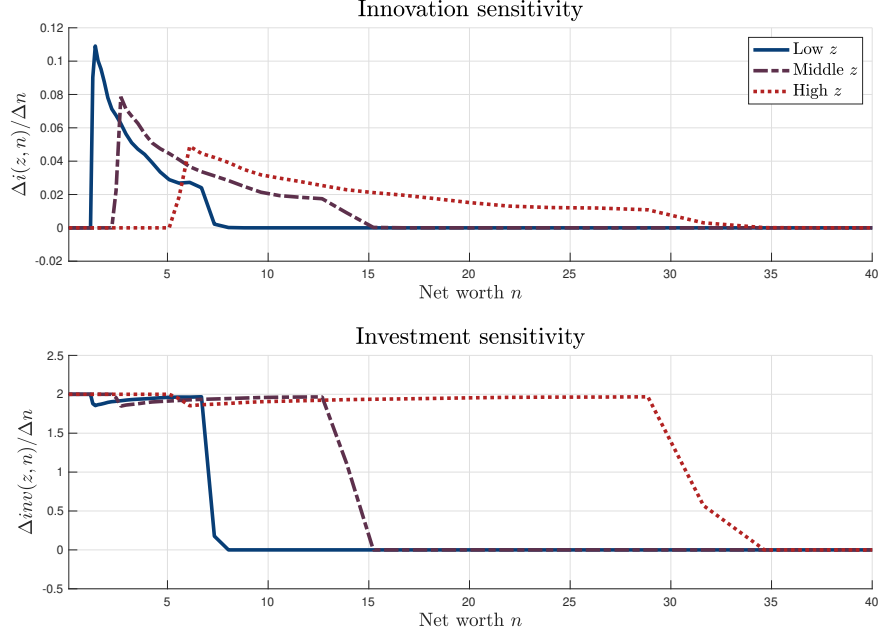 Innovation sensitivity
0.12
0.1
0.08
0.06
0.04
0.02
0
-0.02
Δi(z, n)/Δn
Low z
Middle z
High z
5 10 15 20 25 30 35 40
Net worth n
Investment sensitivity
2.5
2
1.5
1
0.5
0
-0.5
Δinv(z, n)/Δn
5 10 15 20 25 30 35 40
Net worth n